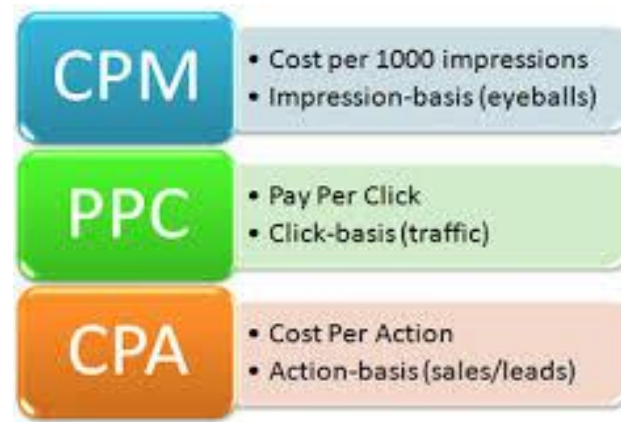 CPM
• Cost per 1000 impressions
• Impression-basis (eyeballs)
PPC
• Pay Per Click
• Click-basis (traffic)
CPA
• Cost Per Action
• Action-basis (sales/leads)